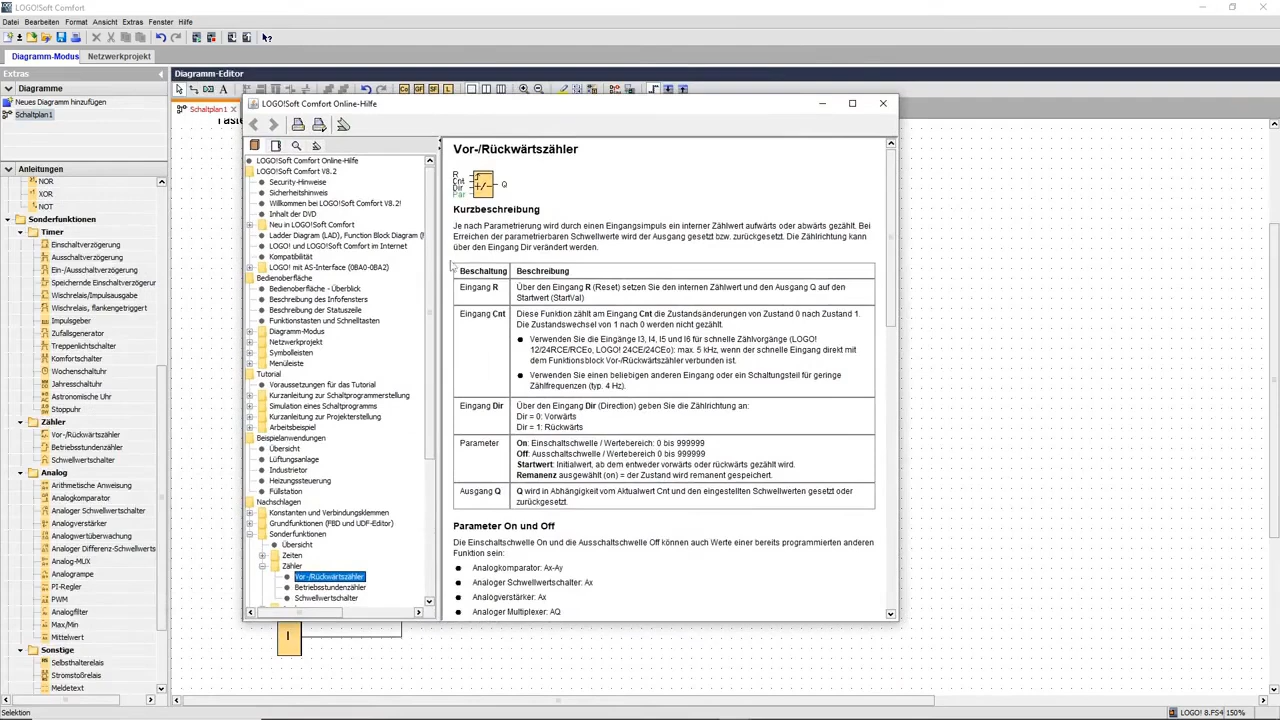 LOGO!Soft Comfort
Datei Bearbeiten Format Ansicht Extras Fenster Hilfe
Diagramm-Modus Netzwerkprojekt
Extras
Diagramme
Neues Diagramm hinzufügen
Schaltplan1
Anleitungen
NOR
XOR
NOT
Sonderfunktionen
Timer
Einschaltverzögerung
Ausschaltverzögerung
Ein-/Ausschaltverzögerung
Speichernde Einschaltverzögerur
Wischrelais/Impulsausgabe
Wischrelais, flankengetriggert
Impulsgeber
Zufallsgenerator
Treppenlichtschalter
Komfortschalter
Wochenschaltuhr
Jahresschaltuhr
Astronomische Uhr
Stoppuhr
Zähler
Vor-/Rückwärtszähler
Betriebsstundenzähler
Schwellwertschalter
Analog
Arithmetische Anweisung
Analogkomparator
Analoger Schwellwertschalter
Analogverstärker
Analogwertüberwachung
Analoger Differenz-Schwellwerts
Analog-MUX
Analogrampe
PI-Regler
PWM
Analogfilter
Max/Min
Mittelwert
Sonstige
Selbsthalterelais
Stromstoßrelais
Meldetext
Selektion
Diagramm-Editor
Schaltplan1
LOGO!Soft Comfort Online-Hilfe
LOGO!Soft Comfort Online-Hilfe
LOGO!Soft Comfort V8.2
Security-Hinweise
Sicherheitshinweis
Willkommen bei LOGO!Soft Comfort V8.2!
Inhalt der DVD
Neu in LOGO!Soft Comfort
Ladder Diagram (LAD), Function Block Diagram (F
LOGO! und LOGO!Soft Comfort im Internet
Kompatibilität
LOGO! mit AS-Interface (0BA0-0BA2)
Bedienoberfläche
Bedienoberfläche - Überblick
Beschreibung des Infofensters
Beschreibung der Statuszeile
Funktionstasten und Schnelltasten
Diagramm-Modus
Netzwerkprojekt
Symbolleisten
Menüleiste
Tutorial
Voraussetzungen für das Tutorial
Kurzanleitung zur Schaltprogrammerstellung
Simulation eines Schaltprogramms
Kurzanleitung zur Projekterstellung
Arbeitsbeispiel
Beispielanwendungen
Übersicht
Lüftungsanlage
Industrietor
Heizungssteuerung
Füllstation
Nachschlagen
Konstanten und Verbindungsklemmen
Grundfunktionen (FBD und UDF-Editor)
Sonderfunktionen
Übersicht
Zeiten
Zähler
Vor-/Rückwärtszähler
Betriebsstundenzähler
Schwellwertschalter
Vor-/Rückwärtszähler
R
Cnt
Dir
Par
+/-
Q
Kurzbeschreibung
Je nach Parametrierung wird durch einen Eingangsimpuls ein interner Zählwert aufwärts oder abwärts gezählt. Bei
Erreichen der parametrierbaren Schwellwerte wird der Ausgang gesetzt bzw. zurückgesetzt. Die Zählrichtung kann
über den Eingang Dir verändert werden.
Beschaltung Beschreibung
Eingang R Über den Eingang R (Reset) setzen Sie den internen Zählwert und den Ausgang Q auf den
Startwert (StartVal)
Eingang Cnt Diese Funktion zählt am Eingang Cnt die Zustandsänderungen von Zustand 0 nach Zustand 1.
Die Zustandswechsel von 1 nach 0 werden nicht gezählt.
Verwenden Sie die Eingänge I3, I4, I5 und I6 für schnelle Zählvorgänge (LOGO!
12/24RCE/RCEo, LOGO! 24CE/24CEo): max. 5 kHz, wenn der schnelle Eingang direkt mit
dem Funktionsblock Vor-/Rückwärtszähler verbunden ist.
Verwenden Sie einen beliebigen anderen Eingang oder ein Schaltungsteil für geringe
Zählfrequenzen (typ. 4 Hz).
Eingang Dir Über den Eingang Dir (Direction) geben Sie die Zählrichtung an:
Dir = 0: Vorwärts
Dir = 1: Rückwärts
Parameter On: Einschaltschwelle / Wertebereich: 0 bis 999999
Off: Ausschaltschwelle / Wertebereich 0 bis 999999
Startwert: Initialwert, ab dem entweder vorwärts oder rückwärts gezählt wird.
Remanenz ausgewählt (on) = der Zustand wird remanent gespeichert.
Ausgang Q Q wird in Abhängigkeit vom Aktualwert Cnt und den eingestellten Schwellwerten gesetzt oder
zurückgesetzt.
Parameter On und Off
Die Einschaltschwelle On und die Ausschaltschwelle Off können auch Werte einer bereits programmierten anderen
Funktion sein:
Analogkomparator: Ax-Ay
Analoger Schwellwertschalter: Ax
Analogverstärker: Ax
Analoger Multiplexer: AQ
I
LOGO! 8.FS4 150%